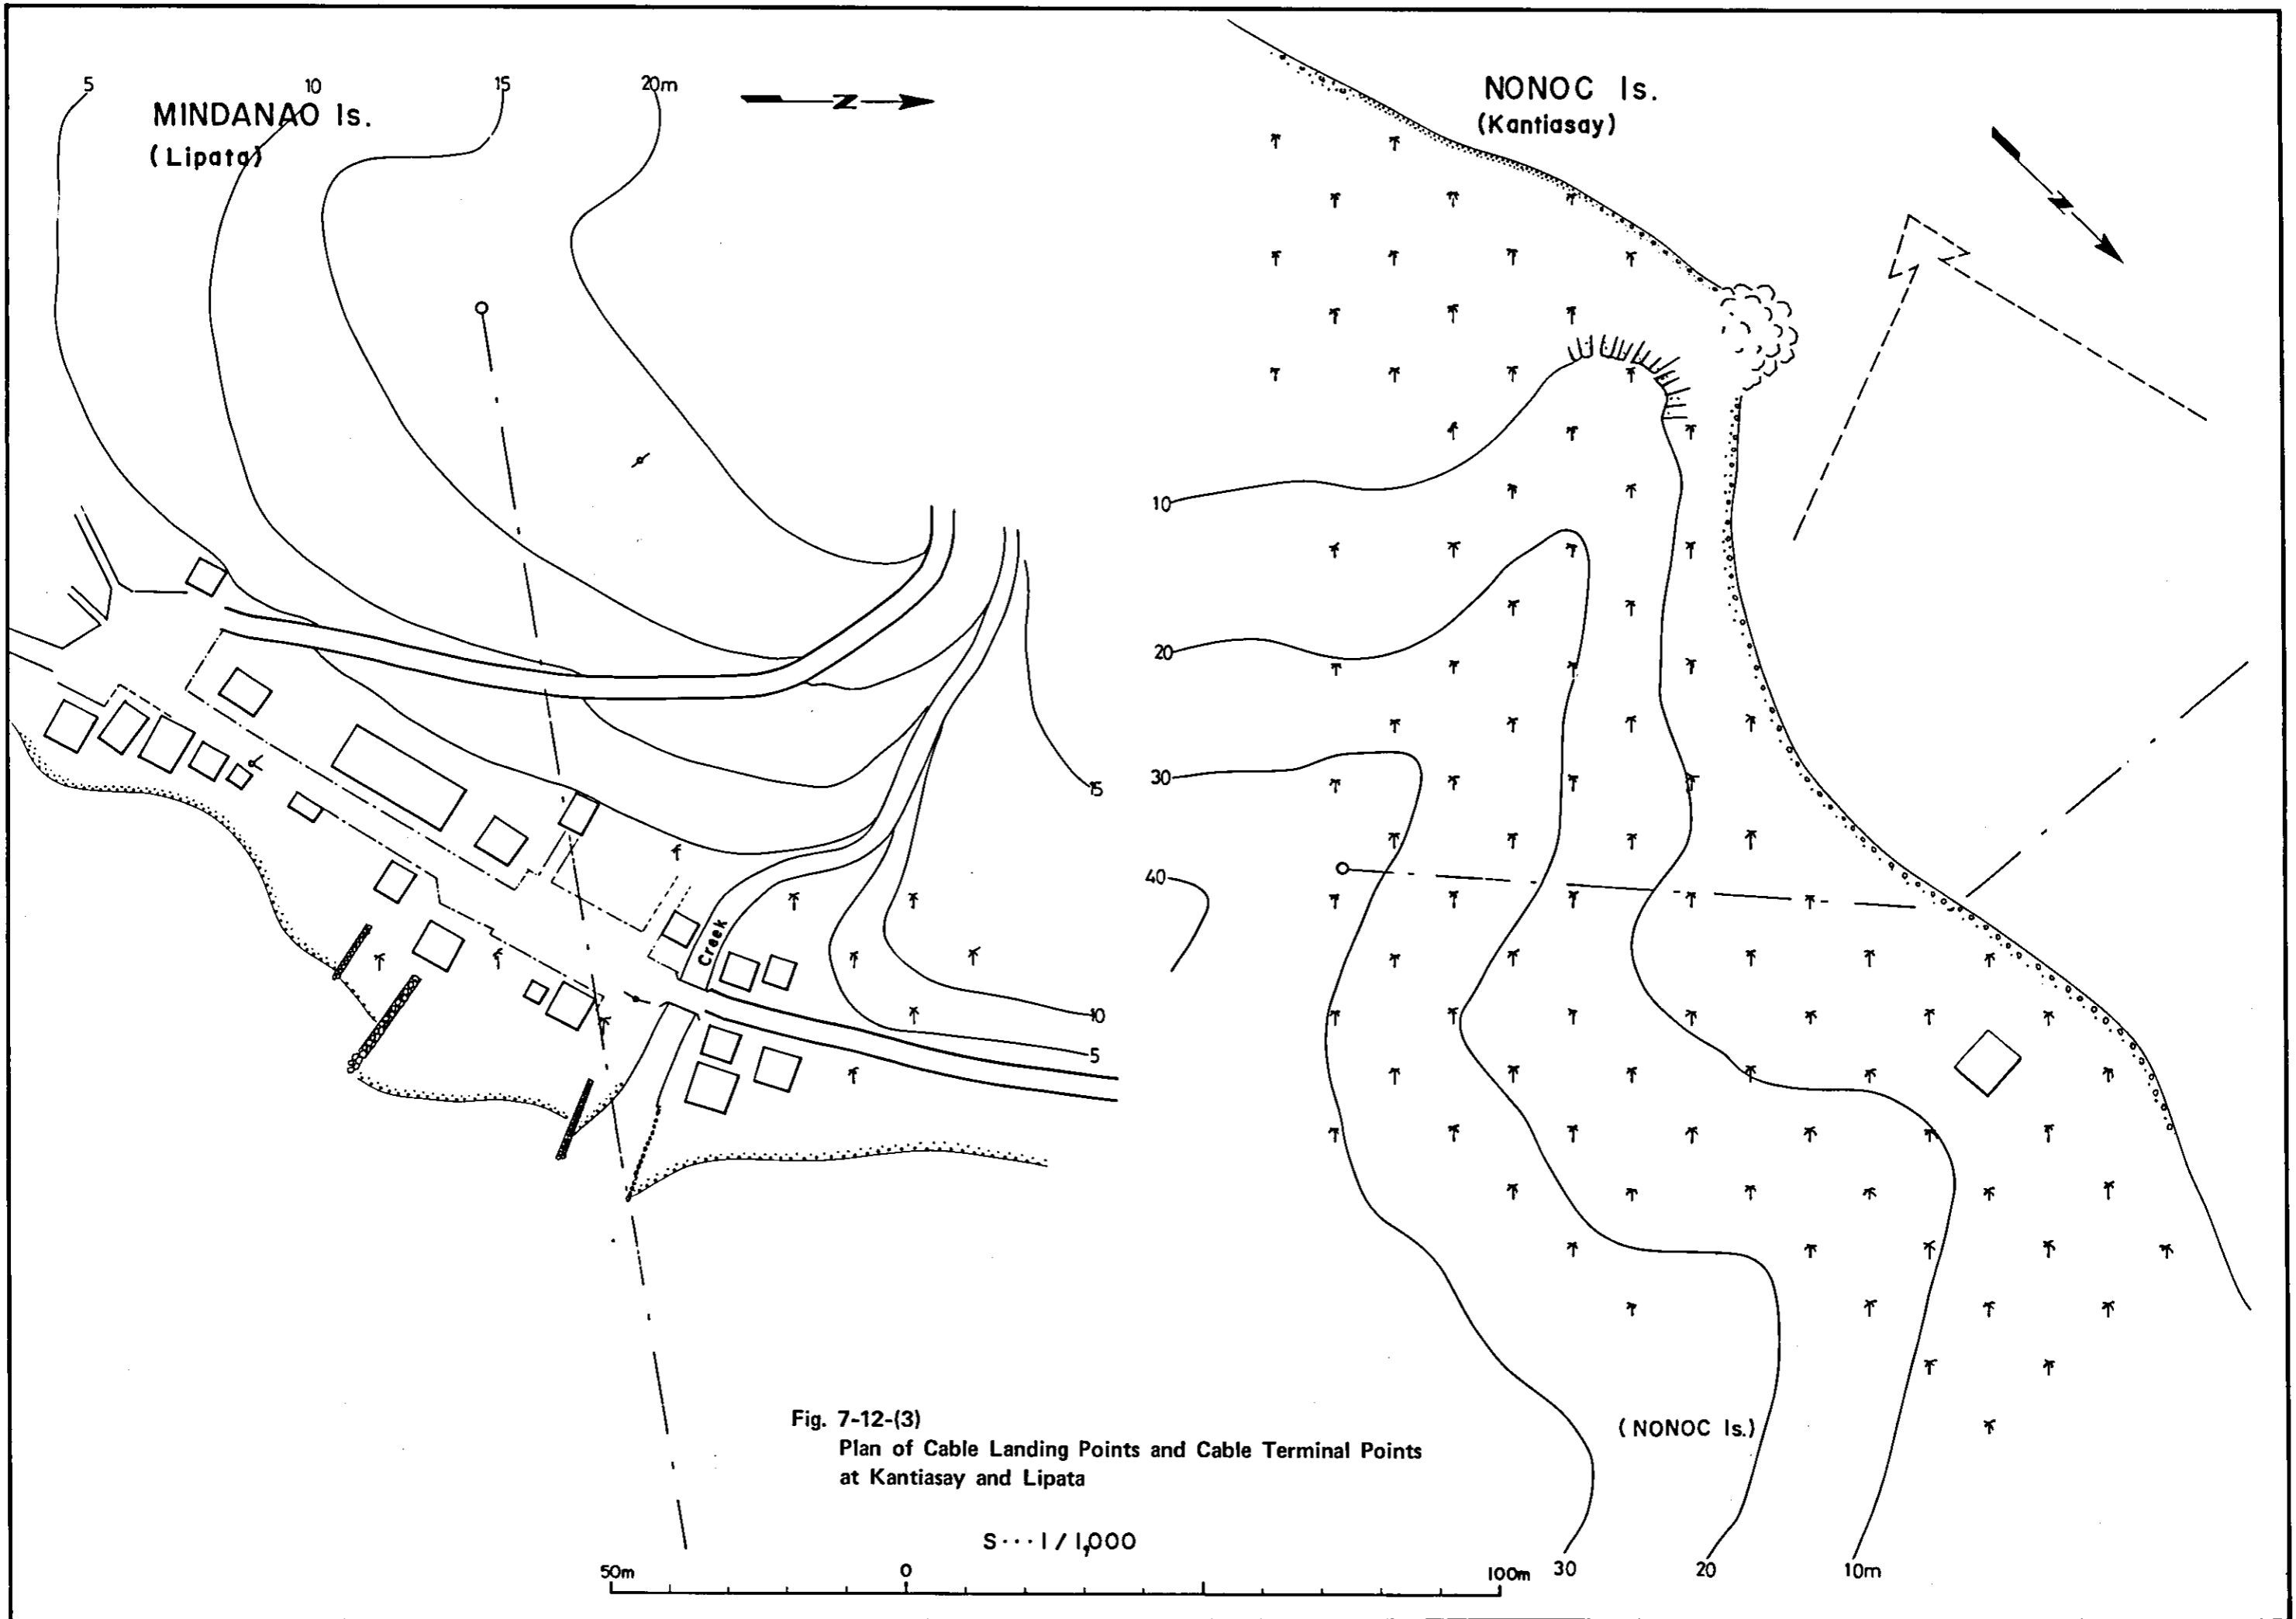 5
10
15
20m
MINDANAO Is.
(Lipata)
N
NONOC Is.
(Kantiasay)
N
10
20
30
40
15
Creek
10
5
Fig. 7-12-(3)
Plan of Cable Landing Points and Cable Terminal Points
at Kantiasay and Lipata
(NONOC Is.)
S···1/1,000
50m
0
100m
30
20
10m